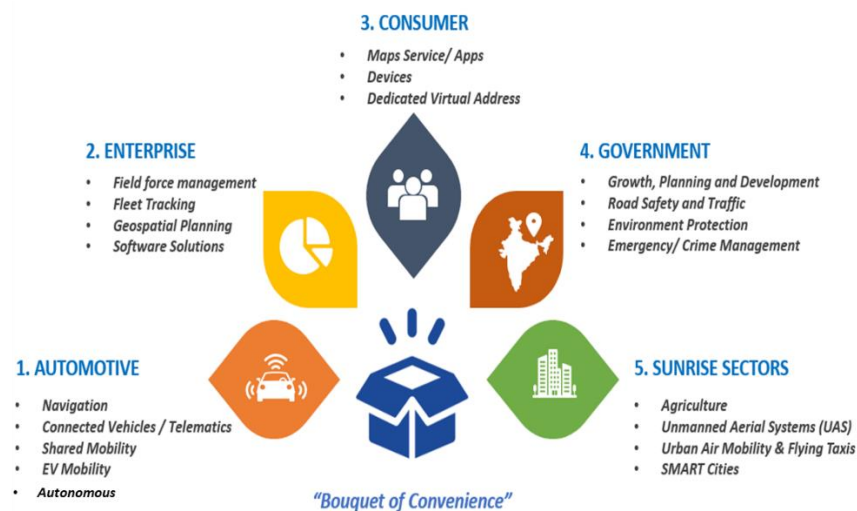 3. CONSUMER
• Maps Service/ Apps
• Devices
• Dedicated Virtual Address
2. ENTERPRISE
• Field force management
• Fleet Tracking
• Geospatial Planning
• Software Solutions
4. GOVERNMENT
• Growth, Planning and Development
• Road Safety and Traffic
• Environment Protection
• Emergency/ Crime Management
1. AUTOMOTIVE
• Navigation
• Connected Vehicles / Telematics
• Shared Mobility
• EV Mobility
• Autonomous
5. SUNRISE SECTORS
• Agriculture
• Unmanned Aerial Systems (UAS)
• Urban Air Mobility & Flying Taxis
• SMART Cities
“Bouquet of Convenience”